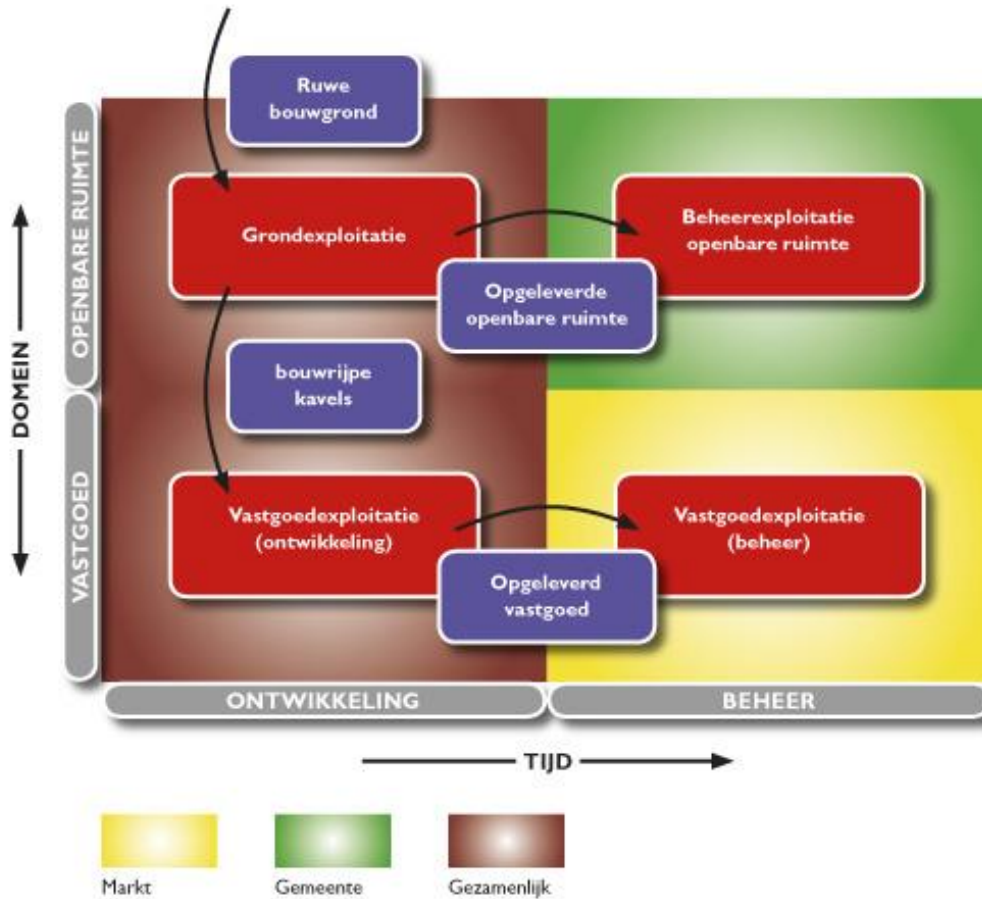 Ruwe
bouwgrond
OPENBARE RUIMTE
Grondexploitatie
Beheerexploitatie
openbare ruimte
Opgeleverde
openbare ruimte
DOMEIN
bouwrijpe
kavels
VASTGOED
Vastgoedexploitatie
(ontwikkeling)
Vastgoedexploitatie
(beheer)
Opgeleverd
vastgoed
ONTWIKKELING
BEHEER
TIJD
Markt
Gemeente
Gezamenlijk